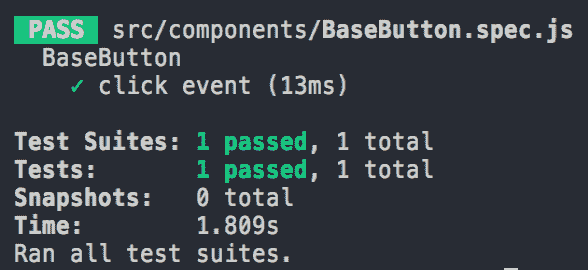 PASS src/components/BaseButton.spec.js
BaseButton
✓ click event (13ms)
Test Suites: 1 passed, 1 total
Tests: 1 passed, 1 total
Snapshots: 0 total
Time: 1.809s
Ran all test suites.